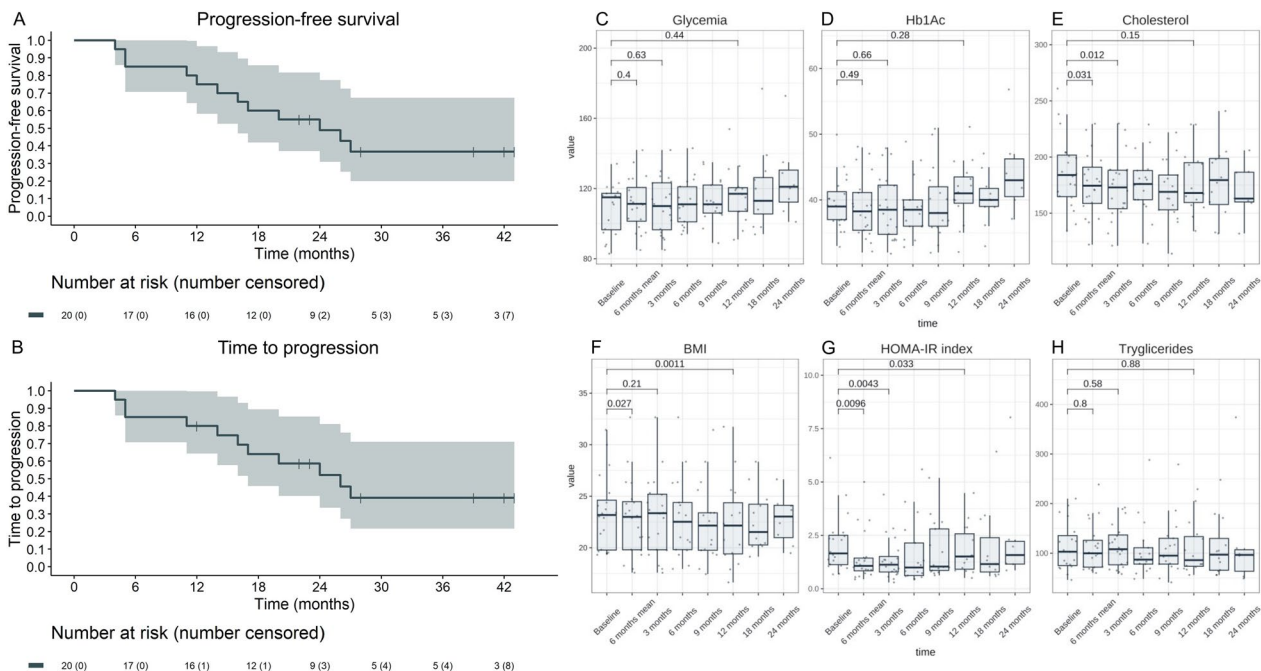 A
Progression-free survival
Progression-free survival
1.0
0.9
0.8
0.7
0.6
0.5
0.4
0.3
0.2
0.1
0.0
0 6 12 18 24 30 36 42
Time (months)
Number at risk (number censored)
20 (0) 17 (0) 16 (0) 12 (0) 9 (2) 5 (3) 5 (3) 3 (7)
B
Time to progression
Time to progression
1.0
0.9
0.8
0.7
0.6
0.5
0.4
0.3
0.2
0.1
0.0
0 6 12 18 24 30 36 42
Time (months)
Number at risk (number censored)
20 (0) 17 (0) 16 (1) 12 (1) 9 (3) 5 (4) 5 (4) 3 (8)
C
Glycemia
value
200
160
120
80
0.44
0.63
0.4
Baseline
6 months mean
3 months
6 months
9 months
12 months
18 months
24 months
D
Hb1Ac
60
50
40
0.28
0.66
0.49
Baseline
6 months mean
3 months
6 months
9 months
12 months
18 months
24 months
time
E
Cholesterol
300
250
200
150
0.15
0.012
0.031
Baseline
6 months mean
3 months
6 months
9 months
12 months
18 months
24 months
F
BMI
value
35
30
25
20
0.0011
0.21
0.027
Baseline
6 months mean
3 months
6 months
9 months
12 months
18 months
24 months
G
HOMA-IR index
10.0
7.5
5.0
2.5
0.0
0.033
0.0043
0.0096
Baseline
6 months mean
3 months
6 months
9 months
12 months
18 months
24 months
time
H
Tryglicerides
400
300
200
100
0.88
0.58
0.8
Baseline
6 months mean
3 months
6 months
9 months
12 months
18 months
24 months